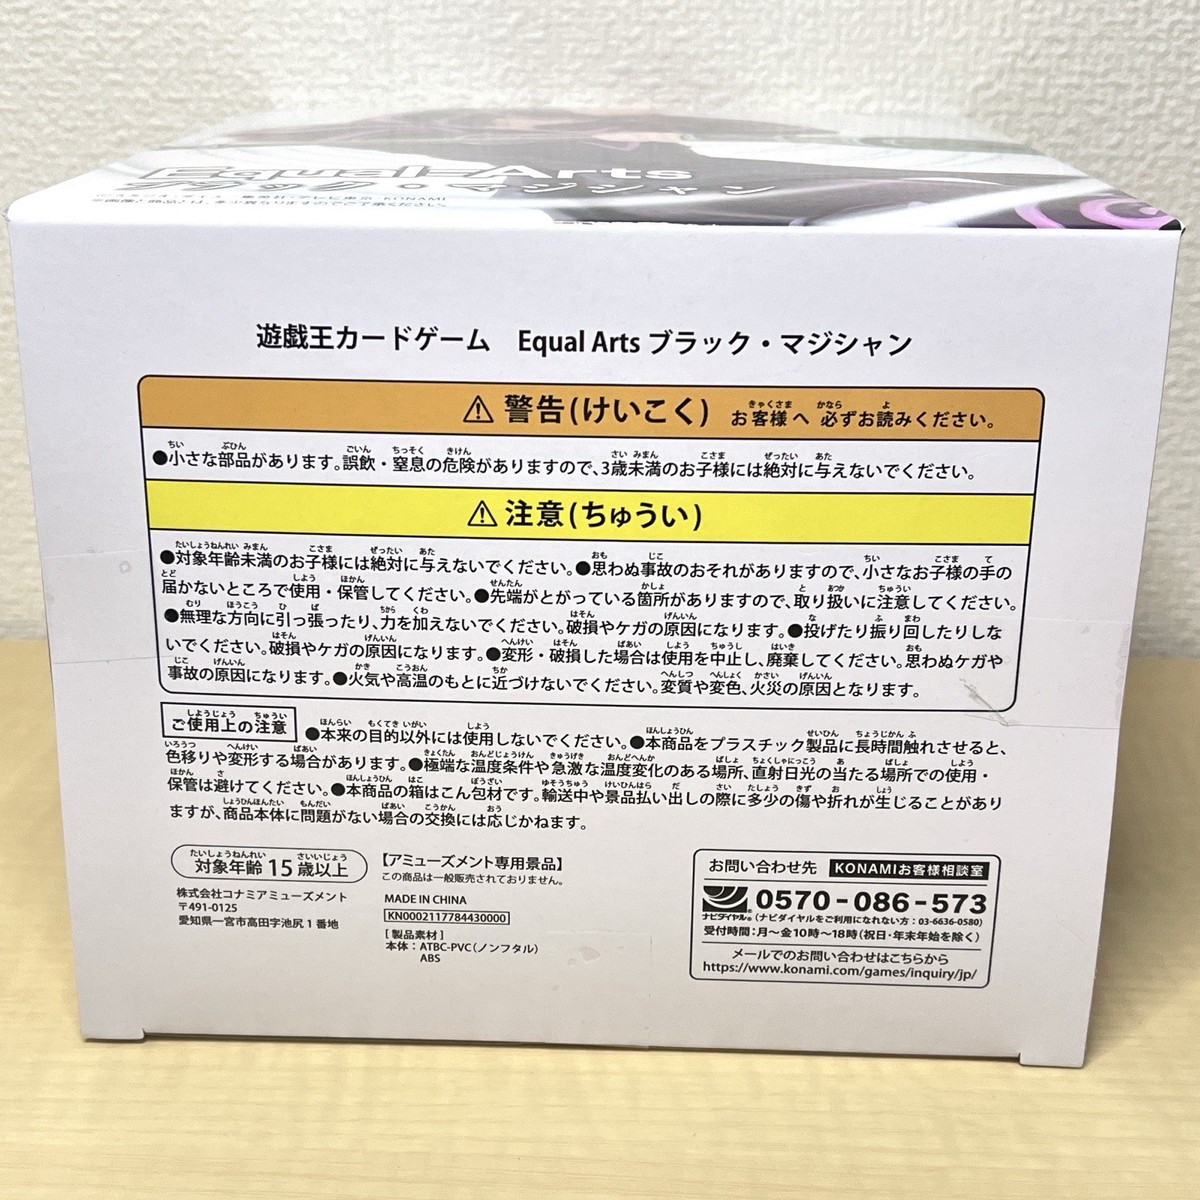 Equal Arts
ブラック・マジシャン
※画像と商品とは、多少異なりますのでご了承ください。
遊戯王カードゲーム Equal Arts ブラック・マジシャン
⚠ 警告(けいこく) お客様へ 必ずお読みください。
●小さな部品があります。誤飲・窒息の危険がありますので、3歳未満のお子様には絶対に与えないでください。
⚠ 注意(ちゅうい)
●対象年齢未満のお子様には絶対に与えないでください。●思わぬ事故のおそれがありますので、小さなお子様の手の
届かないところで使用・保管してください。●先端がとがっている箇所がありますので、取り扱いに注意してください。
●無理な方向に引っ張ったり、力を加えないでください。破損やケガの原因になります。●投げたり振り回したりしな
いでください。破損やケガの原因になります。●変形・破損した場合は使用を中止し、廃棄してください。思わぬケガや
事故の原因になります。●火気や高温のもとに近づけないでください。変質や変色、火災の原因となります。
ご使用上の注意 ●本来の目的以外には使用しないでください。●本商品をプラスチック製品に長時間触れさせると、
色移りや変形する場合があります。●極端な温度条件や急激な温度変化のある場所、直射日光の当たる場所での使用・
保管は避けてください。●本商品の箱はこん包材です。輸送中や景品払い出しの際に多少の傷や折れが生じることがあり
ますが、商品本体に問題がない場合の交換には応じかねます。
対象年齢 15歳以上
株式会社コナミアミューズメント
〒491-0125
愛知県一宮市高田字池尻1番地
【アミューズメント専用景品】
この商品は一般販売されておりません。
MADE IN CHINA
KN0002117784430000
[製品素材]
本体：ATBC-PVC(ノンフタル)
ABS
お問い合わせ先 KONAMIお客様相談室
ナビダイヤル® 0570-086-573
(ナビダイヤルをご利用になれない方：03-6636-0580)
受付時間：月～金10時～18時(祝日・年末年始を除く)
メールでのお問い合わせはこちらから
https://www.konami.com/games/inquiry/jp/